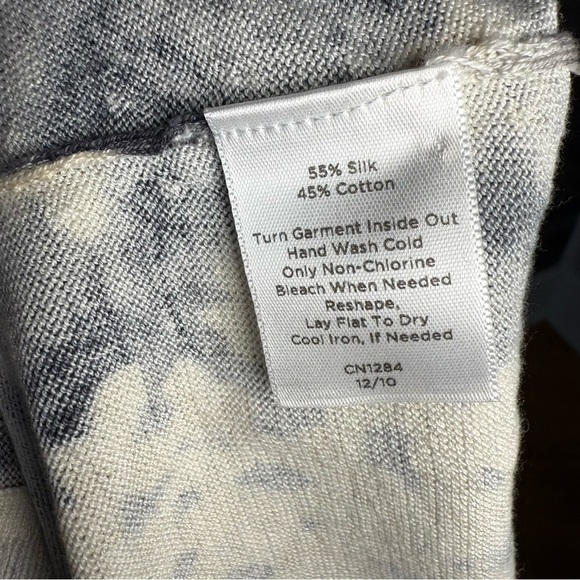 55% Silk
45% Cotton
Turn Garment Inside Out
Hand Wash Cold
Only Non-Chlorine
Bleach When Needed
Reshape,
Lay Flat To Dry
Cool Iron, If Needed
CN1284
12/10